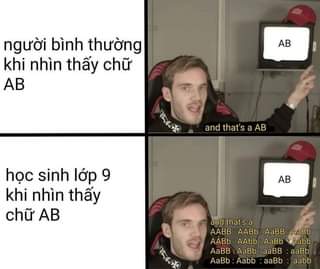 người bình thường
khi nhìn thấy chữ
AB
AB
and that's a AB
học sinh lớp 9
khi nhìn thấy
chữ AB
AB
and that's a
AABB : AABb : AaBB : AaBb
AABb : AAbb : AaBb : Aabb
AaBB : AaBb : aaBB : aaBb
AaBb : Aabb : aaBb : aabb